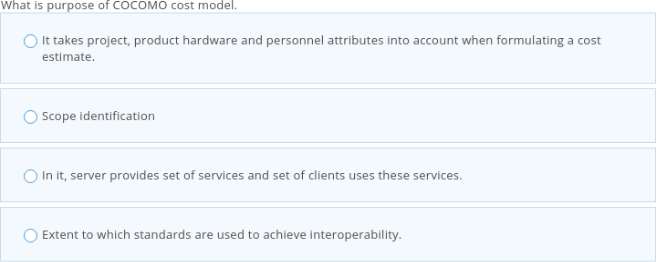 What is purpose of COCOMO cost model.
It takes project, product hardware and personnel attributes into account when formulating a cost
estimate.
Scope identification
In it, server provides set of services and set of clients uses these services.
Extent to which standards are used to achieve interoperability.